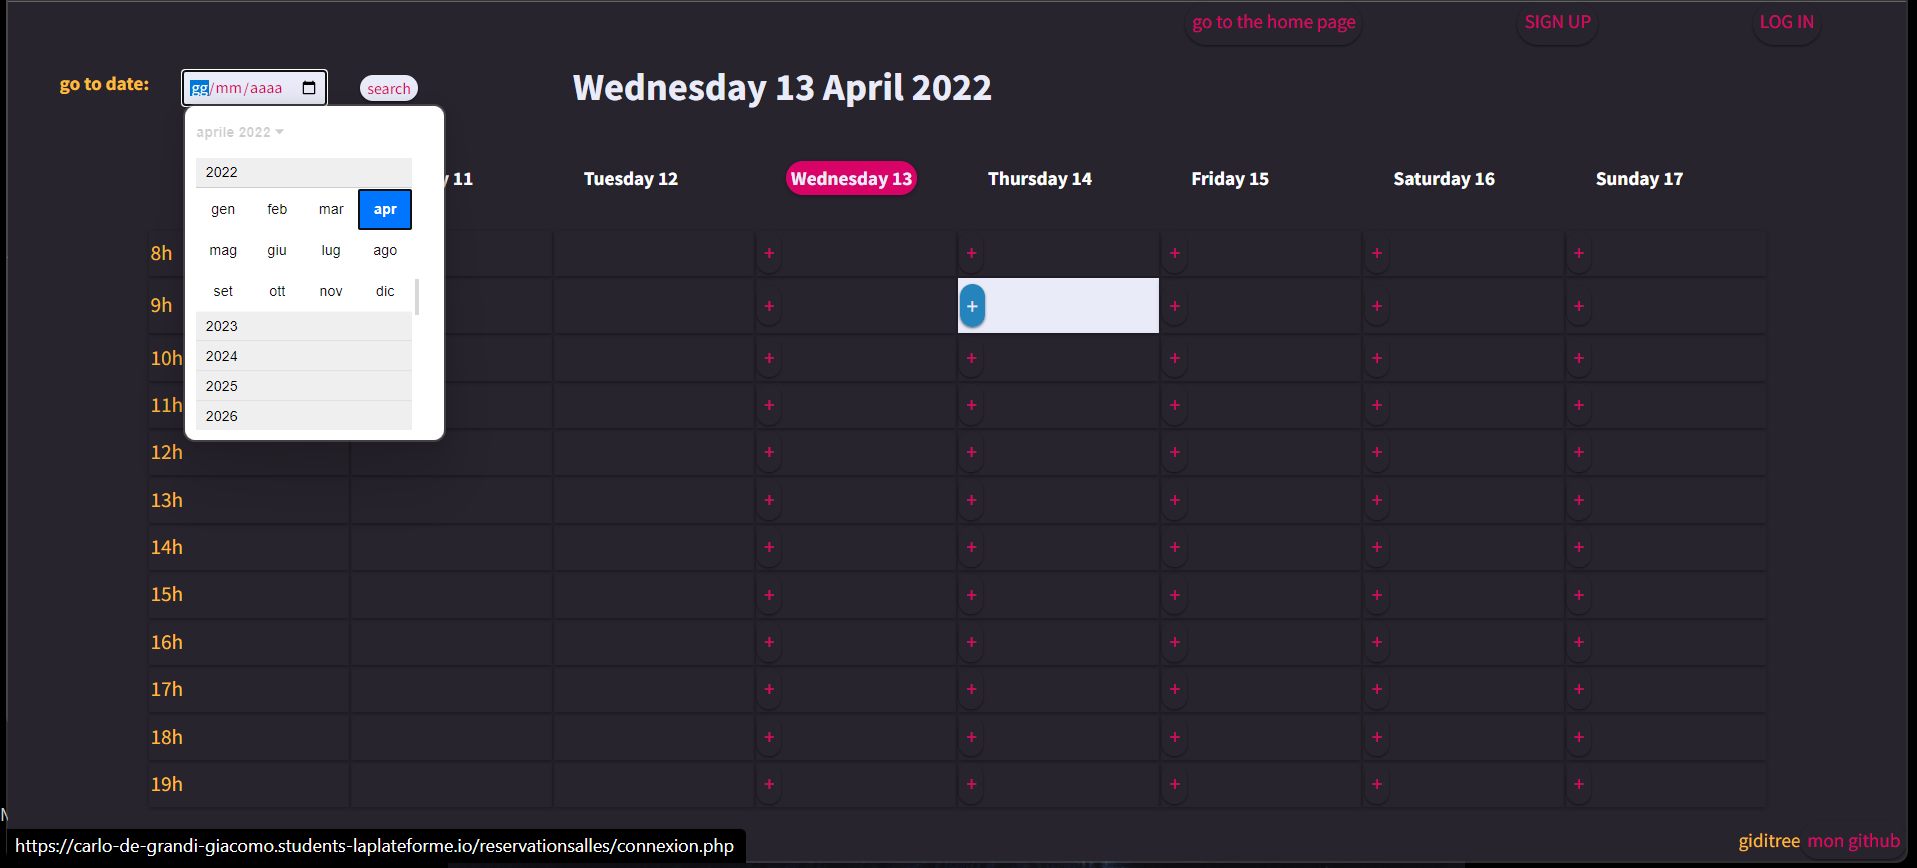 go to the home page SIGN UP LOG IN
go to date: gg/mm/aaaa search Wednesday 13 April 2022
aprile 2022
2022
gen feb mar apr
mag giu lug ago
set ott nov dic
2023
2024
2025
2026
11 Tuesday 12 Wednesday 13 Thursday 14 Friday 15 Saturday 16 Sunday 17
8h + + + + +
9h + + + + +
10h + + + + +
11h + + + + +
12h + + + + +
13h + + + + +
14h + + + + +
15h + + + + +
16h + + + + +
17h + + + + +
18h + + + + +
19h + + + + +
giditree mon github
https://carlo-de-grandi-giacomo.students-laplateforme.io/reservationsalles/connexion.php